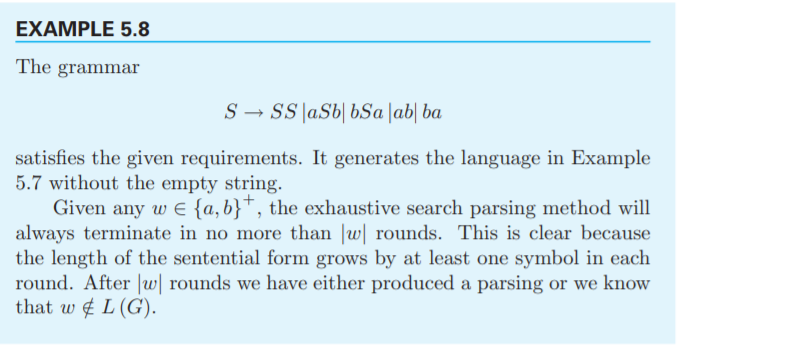 EXAMPLE 5.8
The grammar
S → SS |aSb| bSa |ab| ba
satisfies the given requirements. It generates the language in Example
5.7 without the empty string.
Given any w ∈ {a, b}⁺, the exhaustive search parsing method will
always terminate in no more than |w| rounds. This is clear because
the length of the sentential form grows by at least one symbol in each
round. After |w| rounds we have either produced a parsing or we know
that w ∉ L (G).